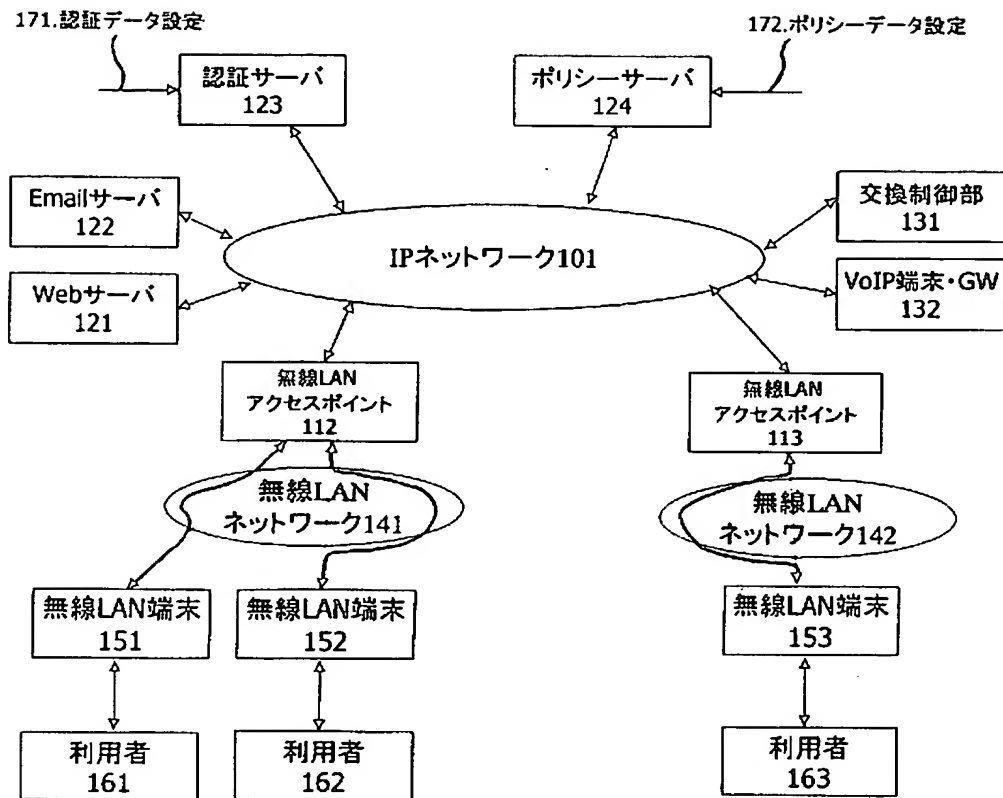 171.認証データ設定
172.ポリシーデータ設定
認証サーバ
123
ポリシーサーバ
124
Emailサーバ
122
交換制御部
131
IPネットワーク101
Webサーバ
121
VoIP端末・GW
132
無線LAN
アクセスポイント
112
無線LAN
アクセスポイント
113
無線LAN
ネットワーク141
無線LAN
ネットワーク142
無線LAN端末
151
無線LAN端末
152
無線LAN端末
153
利用者
161
利用者
162
利用者
163